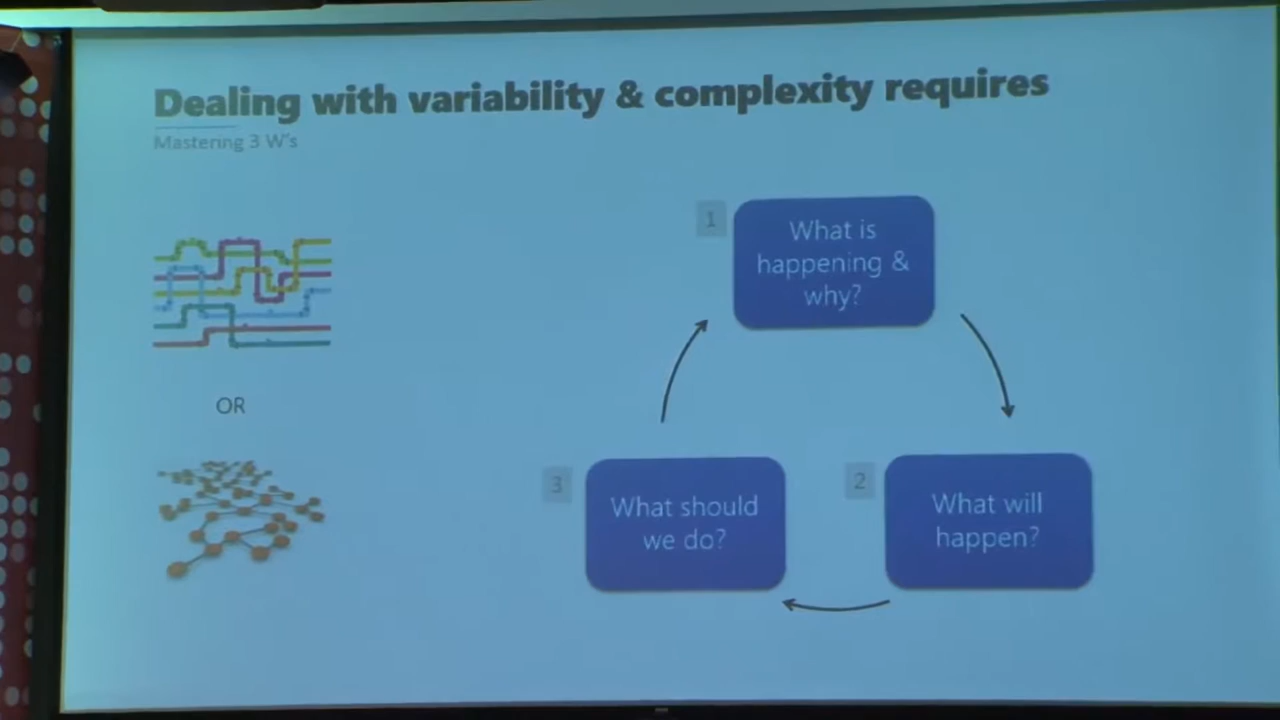 Dealing with variability & complexity requires
Mastering 3 W's
1
What is
happening &
why?
OR
3
What should
we do?
2
What will
happen?